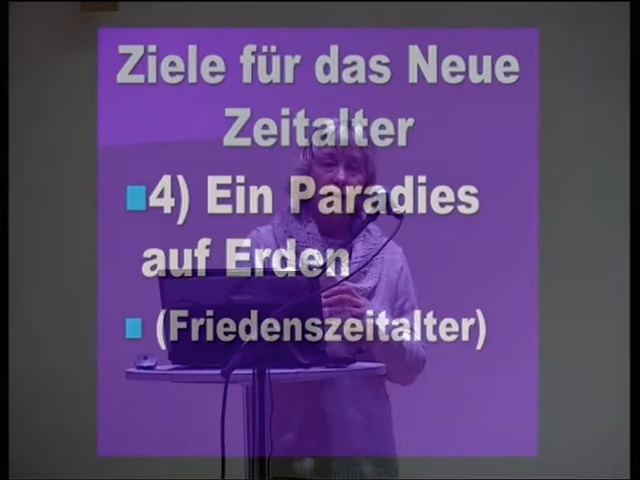 Ziele für das Neue
Zeitalter
4) Ein Paradies
auf Erden
(Friedenszeitalter)